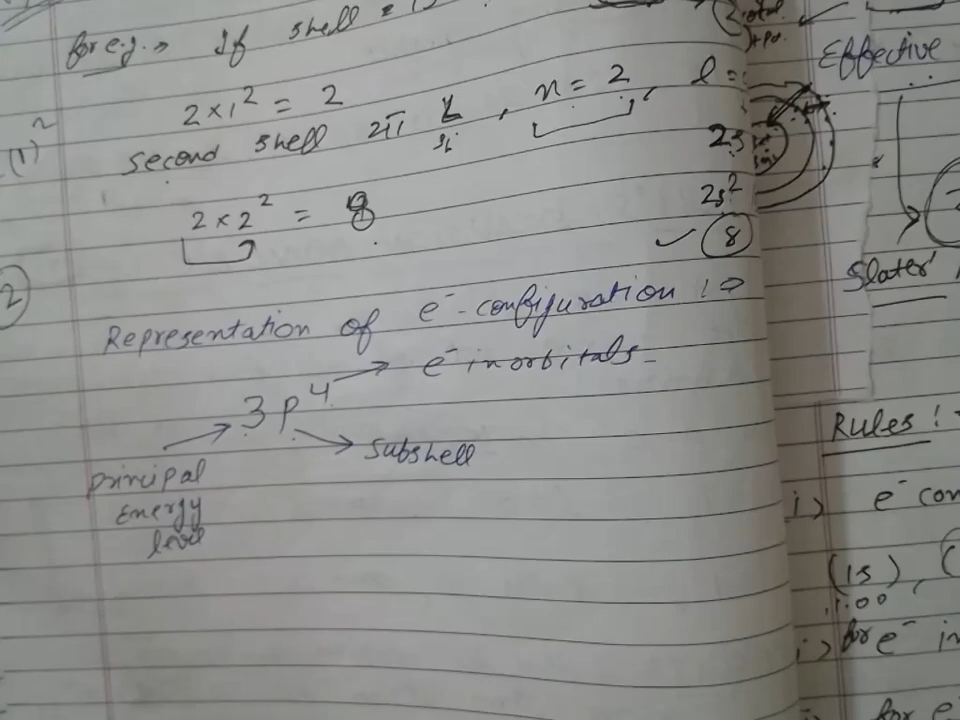 for e.g. → If shell
2×1² = 2
second shell
, n = 2, l =
2s
2 × 2² = 8
2s²
✓ 8
2
Representation of e⁻-configuration :⇒
3p⁴ → e⁻ in orbitals
→ subshell
principal
energy
level
Effective
Slater'
Rules :-
i) e⁻ con
(1s), (
for e⁻ in
for e⁻